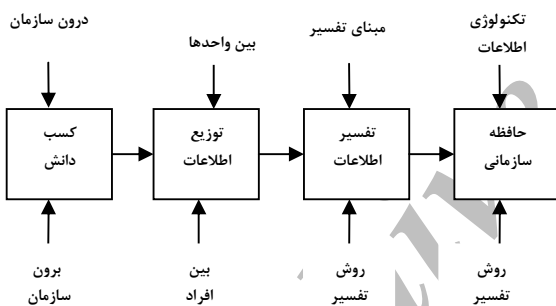 درون سازمان
بین واحدها
مبنای تفسیر
تکنولوژی
اطلاعات
کسب
دانش
توزیع
اطلاعات
تفسیر
اطلاعات
حافظه
سازمانی
برون
سازمان
بین
افراد
روش
تفسیر
روش
تفسیر